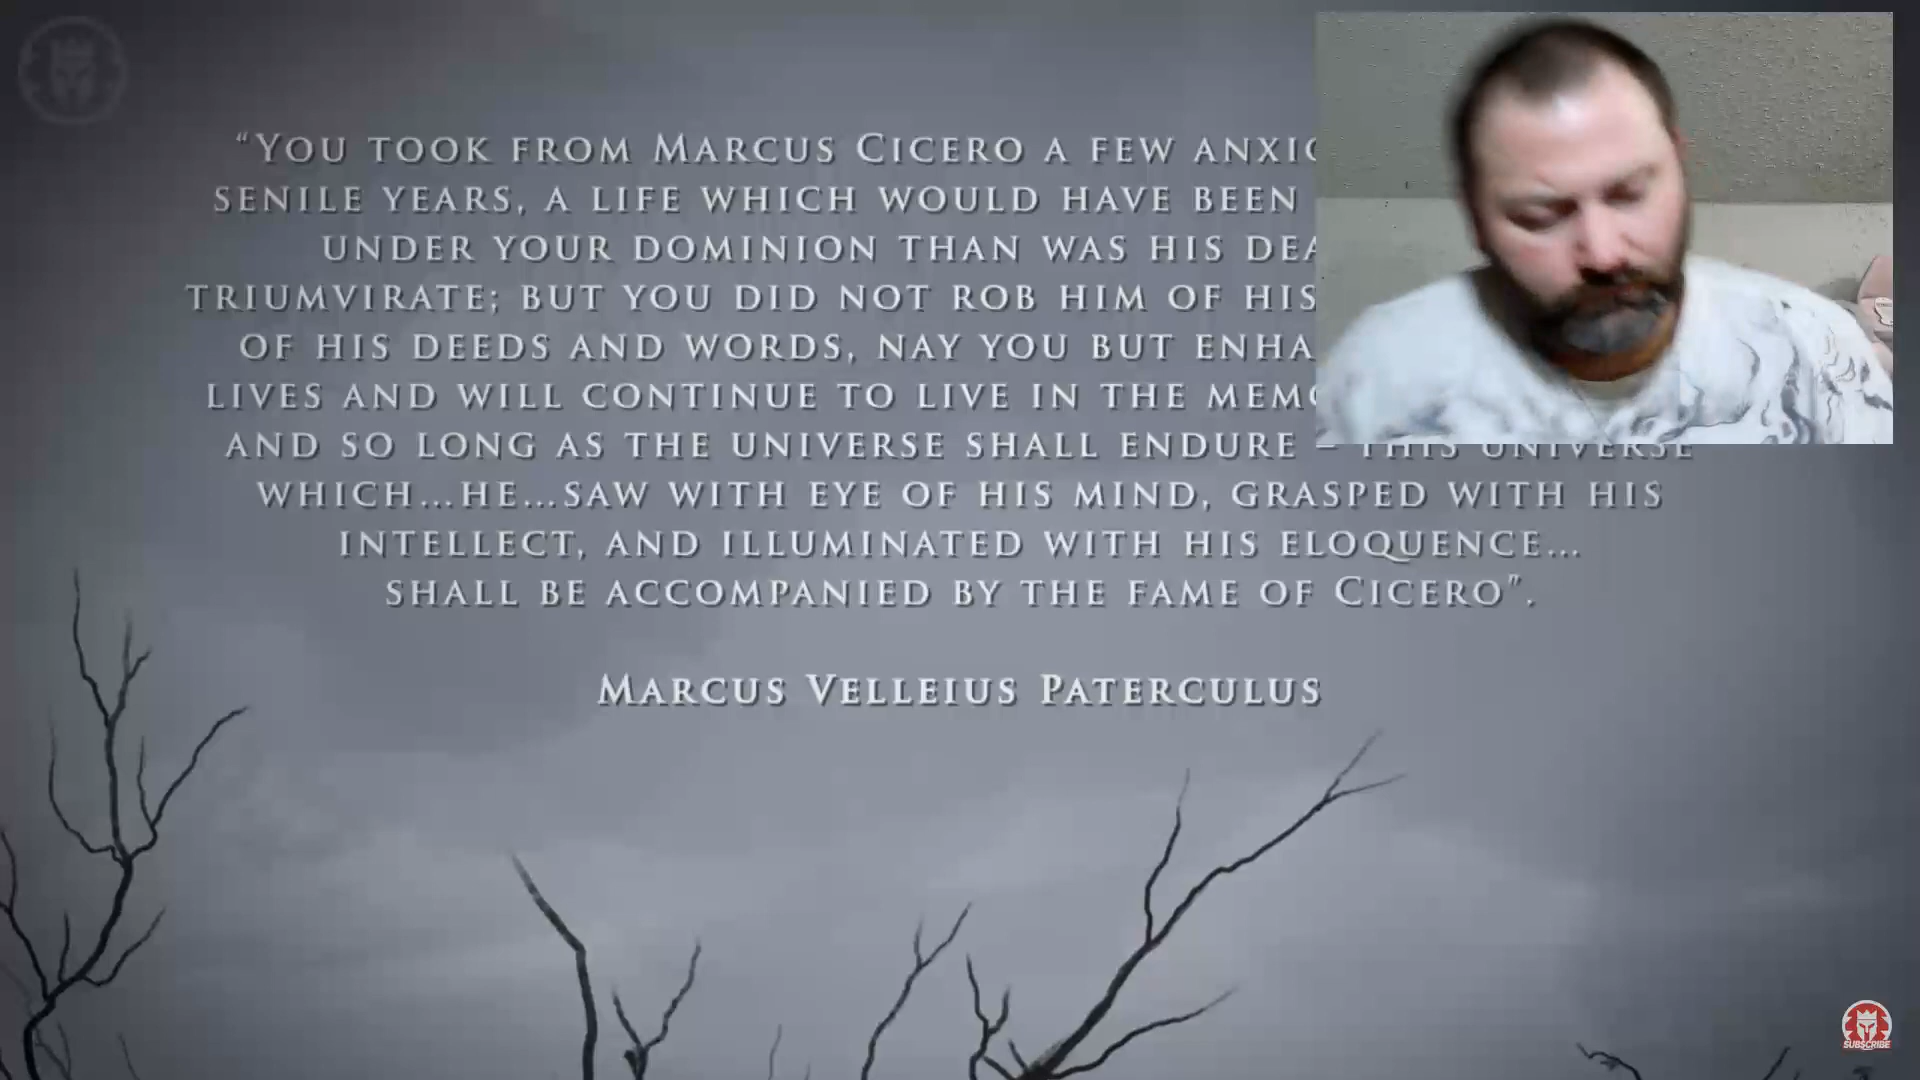 “You took from Marcus Cicero a few
senile years, a life which would have been
under your dominion than was his
triumvirate; but you did not rob him of his
of his deeds and words, nay you but
lives and will continue to live in the
and so long as the universe shall endure – this universe
which...he...saw with eye of his mind, grasped with his
intellect, and illuminated with his eloquence...
shall be accompanied by the fame of Cicero”.
Marcus Velleius Paterculus
SUBSCRIBE